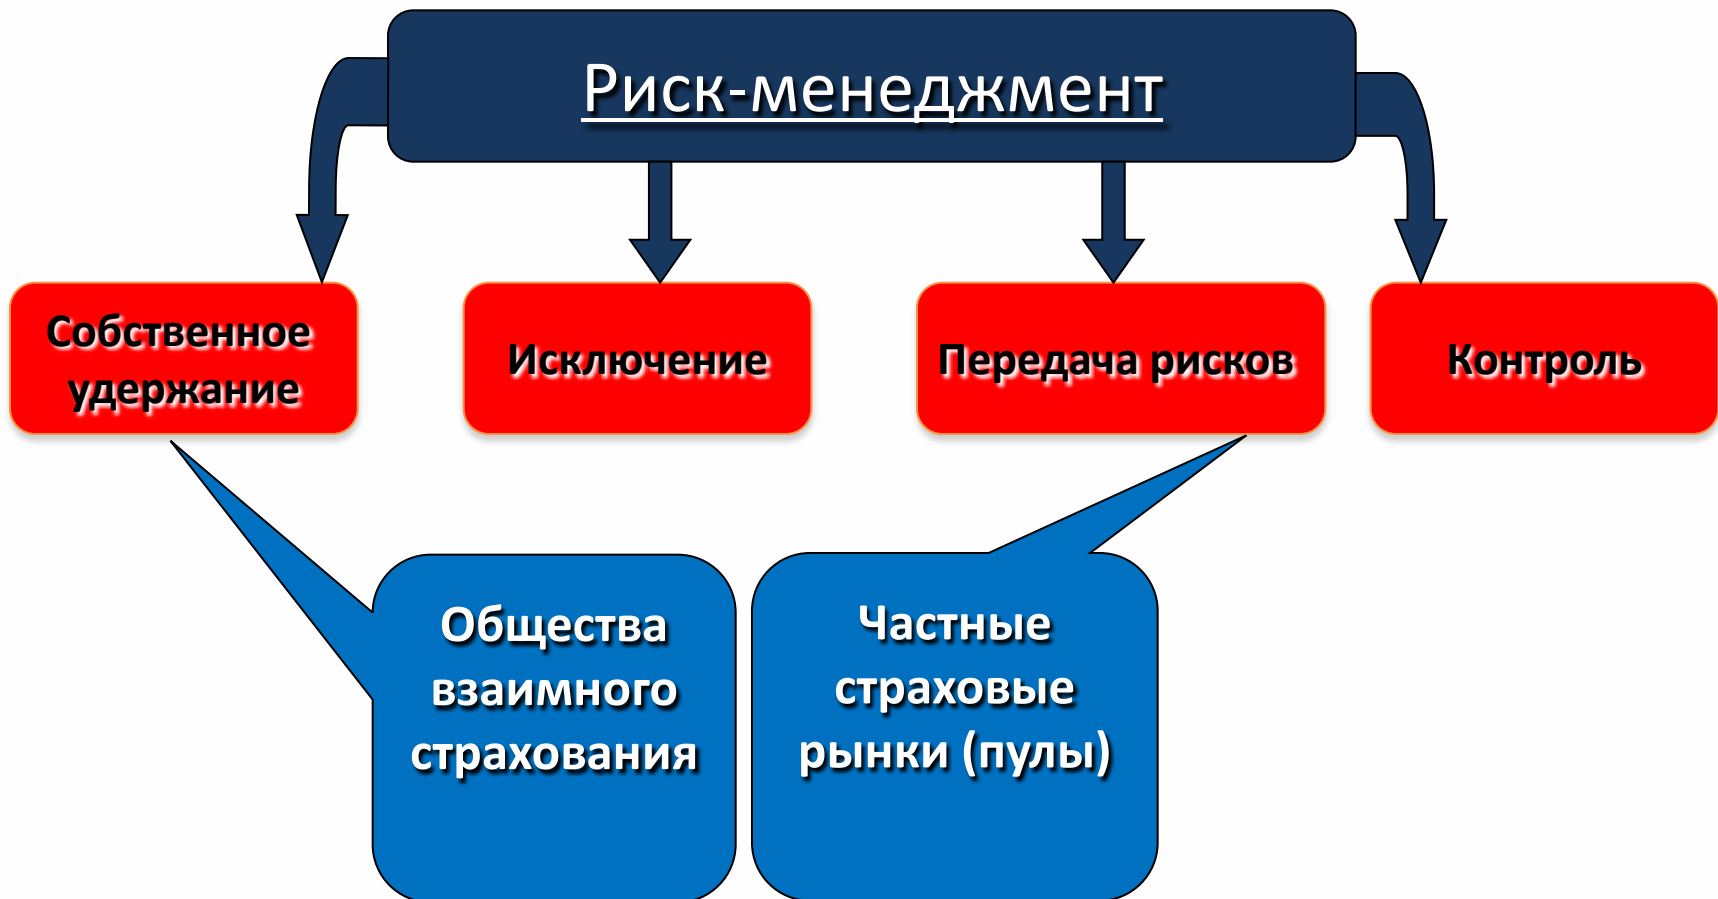 Риск-менеджмент
Собственное
удержание
Исключение
Передача рисков
Контроль
Общества
взаимного
страхования
Частные
страховые
рынки (пулы)